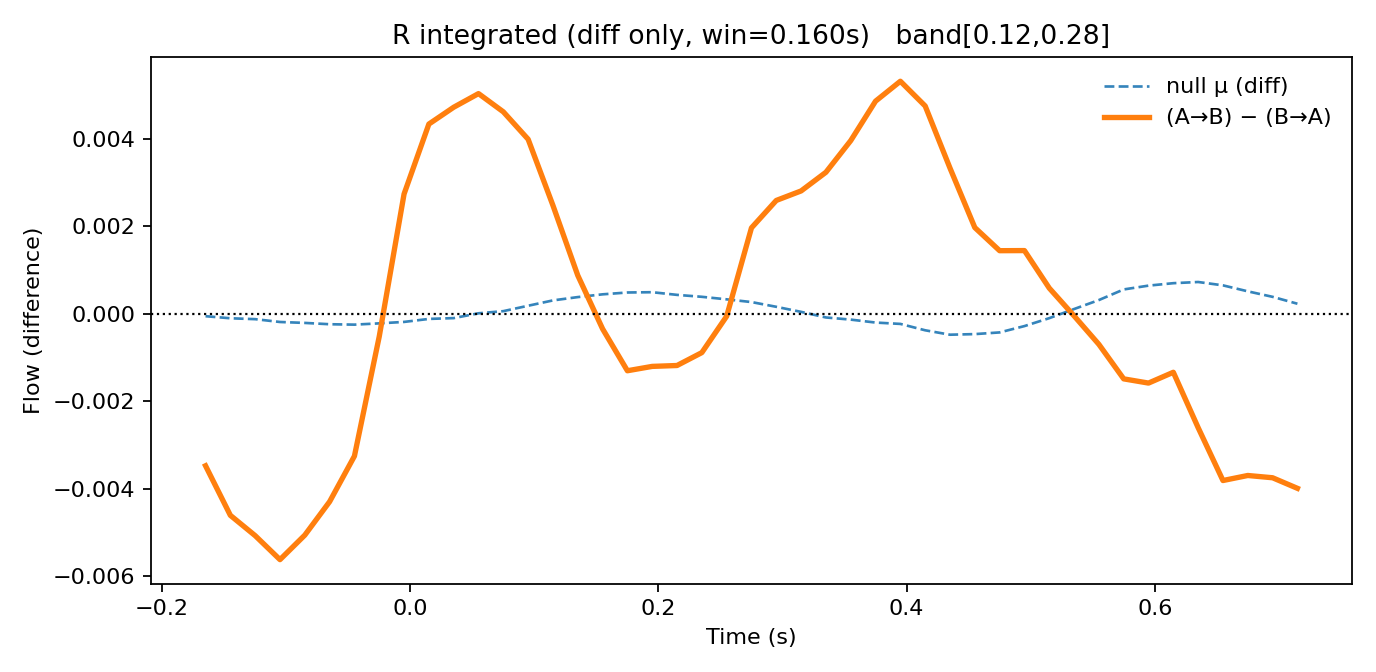 R integrated (diff only, win=0.160s)   band[0.12,0.28]
null μ (diff)
(A→B) − (B→A)
Flow (difference)
0.004
0.002
0.000
−0.002
−0.004
−0.006
−0.2
0.0
0.2
0.4
0.6
Time (s)